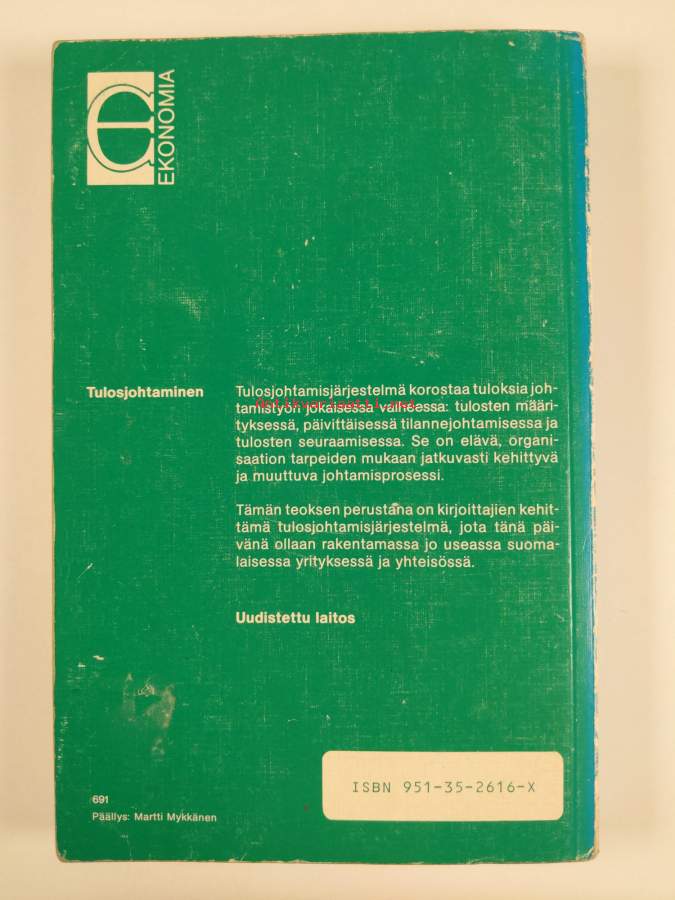 EKONOMIA
Tulosjohtaminen
Tulosjohtamisjärjestelmä korostaa tuloksia joh-
tamistyön jokaisessa vaiheessa: tulosten määri-
tyksessä, päivittäisessä tilannejohtamisessa ja
tulosten seuraamisessa. Se on elävä, organi-
saation tarpeiden mukaan jatkuvasti kehittyvä
ja muuttuva johtamisprosessi.
Tämän teoksen perustana on kirjoittajien kehit-
tämä tulosjohtamisjärjestelmä, jota tänä päi-
vänä ollaan rakentamassa jo useassa suoma-
laisessa yrityksessä ja yhteisössä.
Uudistettu laitos
ISBN 951-35-2616-X
691
Päällys: Martti Mykkänen
Antikvariaatti.net